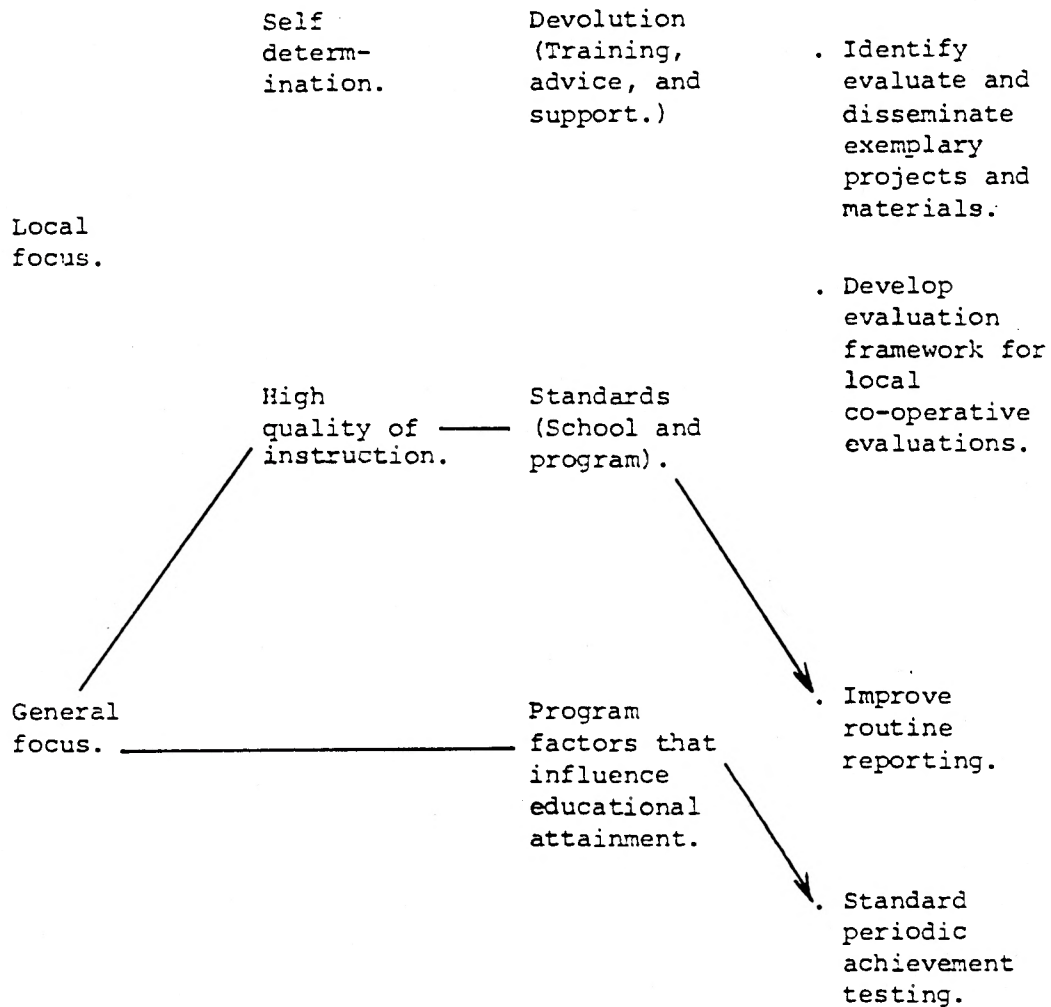 Self
determ-
ination.
Devolution
(Training,
advice, and
support.)
. Identify
evaluate and
disseminate
exemplary
projects and
materials.
Local
focus.
. Develop
evaluation
framework for
local
co-operative
evaluations.
High
quality of
instruction.
Standards
(School and
program).
General
focus.
Program
factors that
influence
educational
attainment.
. Improve
routine
reporting.
. Standard
periodic
achievement
testing.